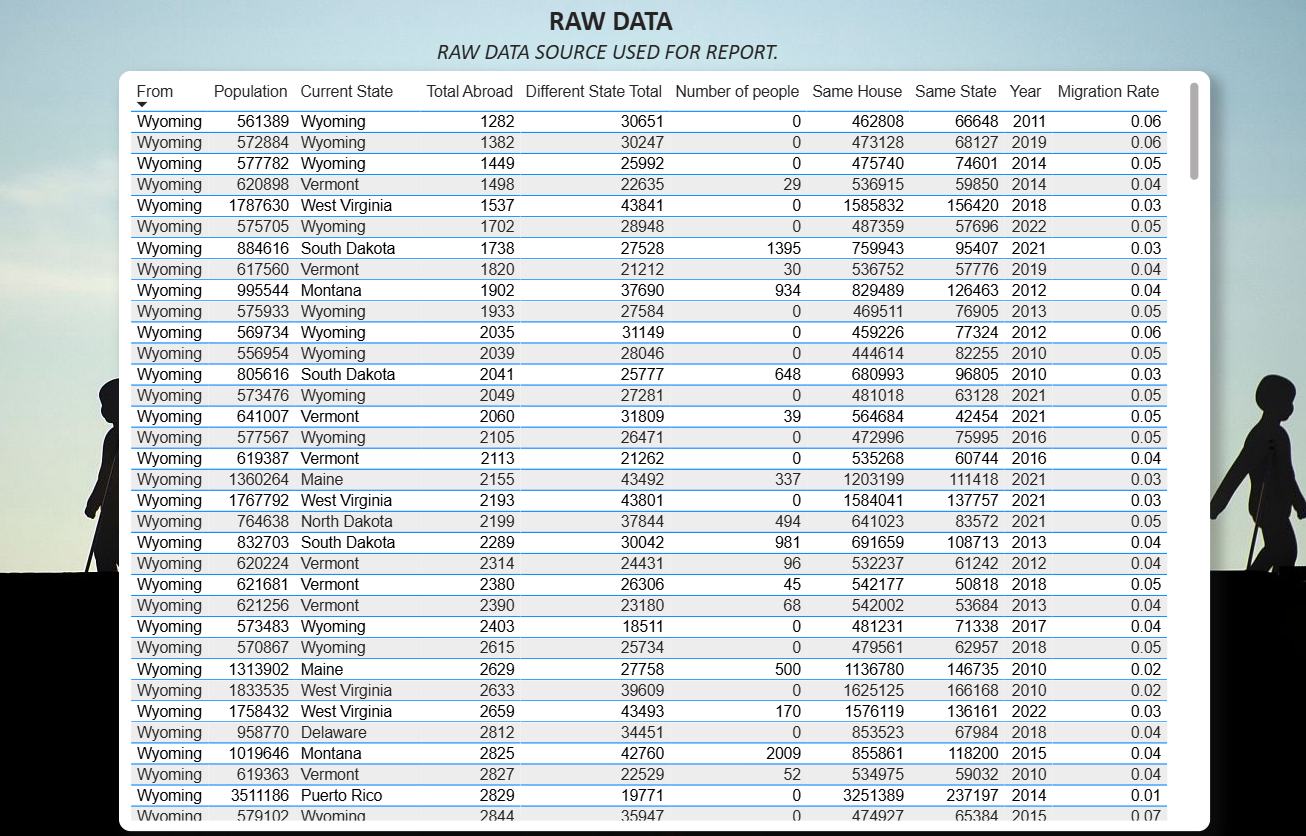 RAW DATA
RAW DATA SOURCE USED FOR REPORT.
From Population Current State Total Abroad Different State Total Number of people Same House Same State Year Migration Rate
Wyoming 561389 Wyoming 1282 30651 0 462808 66648 2011 0.06
Wyoming 572884 Wyoming 1382 30247 0 473128 68127 2019 0.06
Wyoming 577782 Wyoming 1449 25992 0 475740 74601 2014 0.05
Wyoming 620898 Vermont 1498 22635 29 536915 59850 2014 0.04
Wyoming 1787630 West Virginia 1537 43841 0 1585832 156420 2018 0.03
Wyoming 575705 Wyoming 1702 28948 0 487359 57696 2022 0.05
Wyoming 884616 South Dakota 1738 27528 1395 759943 95407 2021 0.03
Wyoming 617560 Vermont 1820 21212 30 536752 57776 2019 0.04
Wyoming 995544 Montana 1902 37690 934 829489 126463 2012 0.04
Wyoming 575933 Wyoming 1933 27584 0 469511 76905 2013 0.05
Wyoming 569734 Wyoming 2035 31149 0 459226 77324 2012 0.06
Wyoming 556954 Wyoming 2039 28046 0 444614 82255 2010 0.05
Wyoming 805616 South Dakota 2041 25777 648 680993 96805 2010 0.03
Wyoming 573476 Wyoming 2049 27281 0 481018 63128 2021 0.05
Wyoming 641007 Vermont 2060 31809 39 564684 42454 2021 0.05
Wyoming 577567 Wyoming 2105 26471 0 472996 75995 2016 0.05
Wyoming 619387 Vermont 2113 21262 0 535268 60744 2016 0.04
Wyoming 1360264 Maine 2155 43492 337 1203199 111418 2021 0.03
Wyoming 1767792 West Virginia 2193 43801 0 1584041 137757 2021 0.03
Wyoming 764638 North Dakota 2199 37844 494 641023 83572 2021 0.05
Wyoming 832703 South Dakota 2289 30042 981 691659 108713 2013 0.04
Wyoming 620224 Vermont 2314 24431 96 532237 61242 2012 0.04
Wyoming 621681 Vermont 2380 26306 45 542177 50818 2018 0.05
Wyoming 621256 Vermont 2390 23180 68 542002 53684 2013 0.04
Wyoming 573483 Wyoming 2403 18511 0 481231 71338 2017 0.04
Wyoming 570867 Wyoming 2615 25734 0 479561 62957 2018 0.05
Wyoming 1313902 Maine 2629 27758 500 1136780 146735 2010 0.02
Wyoming 1833535 West Virginia 2633 39609 0 1625125 166168 2010 0.02
Wyoming 1758432 West Virginia 2659 43493 170 1576119 136161 2022 0.03
Wyoming 958770 Delaware 2812 34451 0 853523 67984 2018 0.04
Wyoming 1019646 Montana 2825 42760 2009 855861 118200 2015 0.04
Wyoming 619363 Vermont 2827 22529 52 534975 59032 2010 0.04
Wyoming 3511186 Puerto Rico 2829 19771 0 3251389 237197 2014 0.01
Wyoming 579102 Wyoming 2844 35947 0 474927 65384 2015 0.07